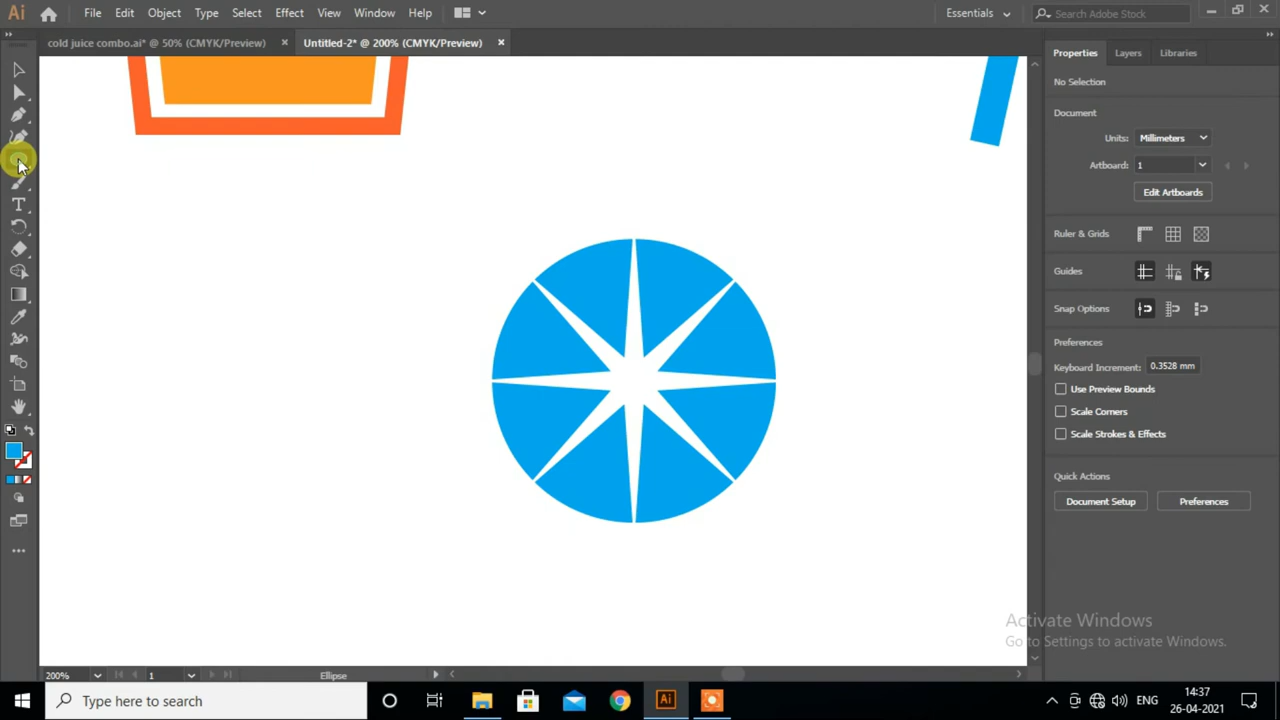 Ai File Edit Object Type Select Effect View Window Help Essentials Search Adobe Stock
cold juice combo.ai* @ 50% (CMYK/Preview) × Untitled-2* @ 200% (CMYK/Preview) ×
Properties Layers Libraries
No Selection
Document
Units: Millimeters
Artboard: 1
Edit Artboards
Ruler & Grids
Guides
Snap Options
Preferences
Keyboard Increment: 0.3528 mm
Use Preview Bounds
Scale Corners
Scale Strokes & Effects
Quick Actions
Document Setup Preferences
Activate Windows
Go to Settings to activate Windows.
200% 1 Ellipse
Type here to search Ai ENG 14:37
26-04-2021